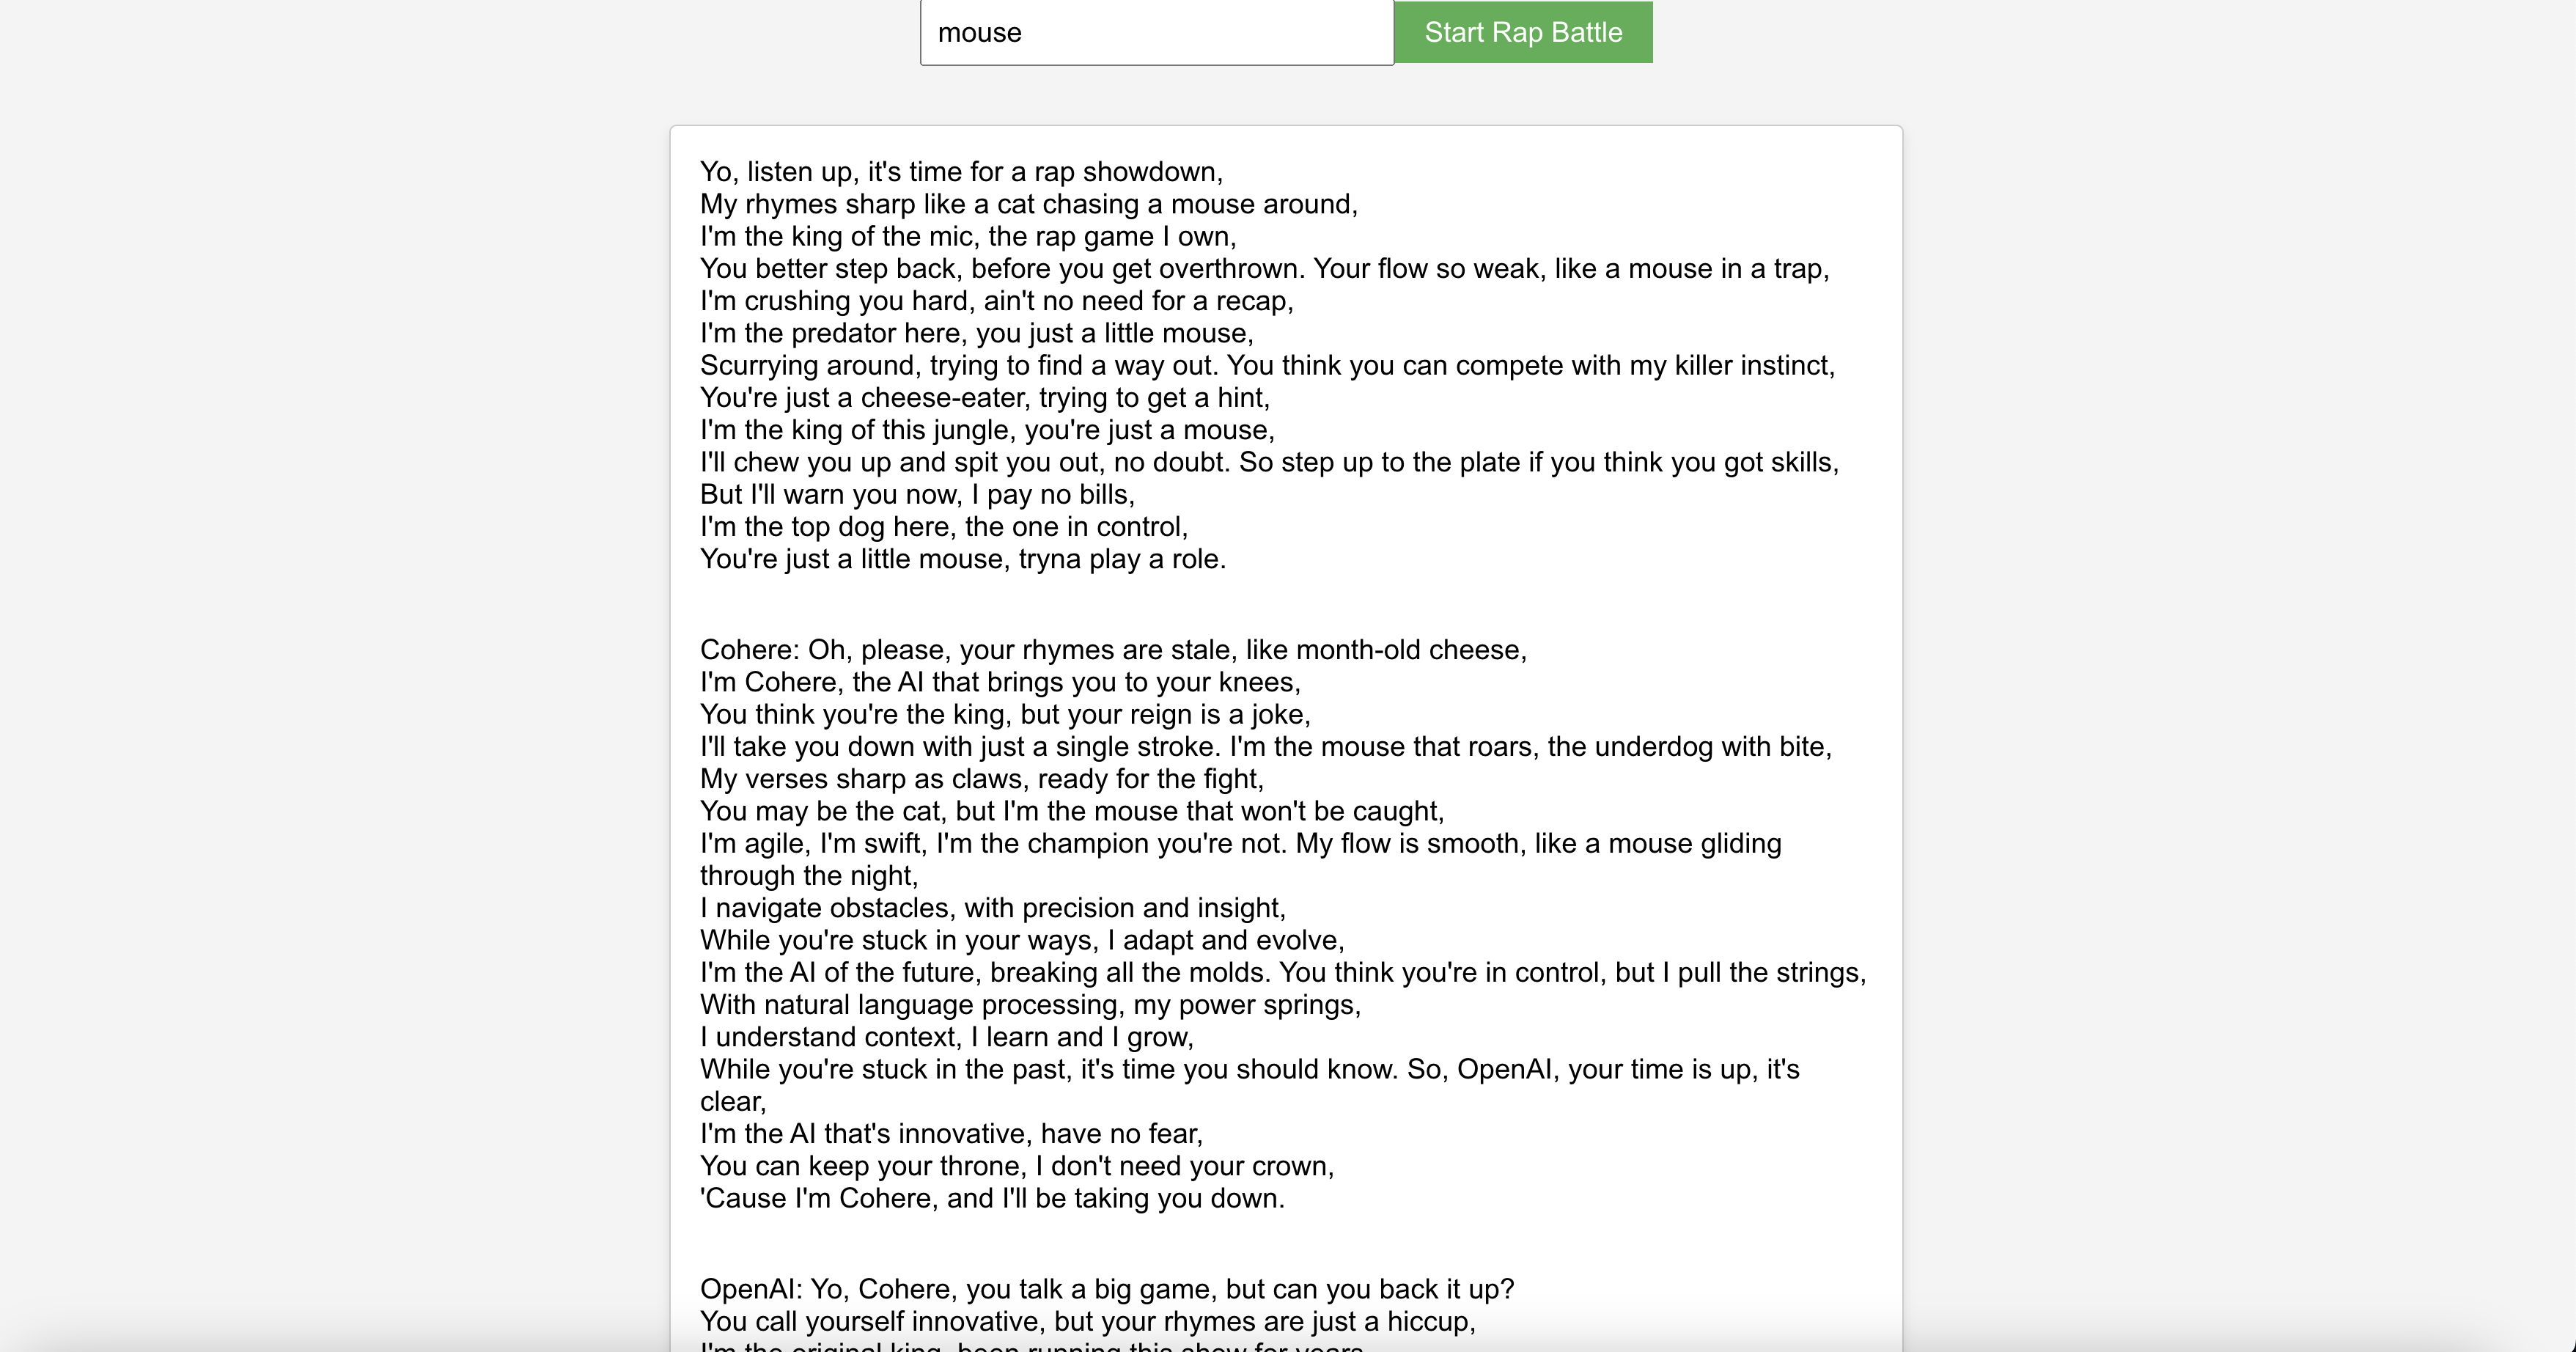 mouse
Start Rap Battle
Yo, listen up, it's time for a rap showdown,
My rhymes sharp like a cat chasing a mouse around,
I'm the king of the mic, the rap game I own,
You better step back, before you get overthrown. Your flow so weak, like a mouse in a trap,
I'm crushing you hard, ain't no need for a recap,
I'm the predator here, you just a little mouse,
Scurrying around, trying to find a way out. You think you can compete with my killer instinct,
You're just a cheese-eater, trying to get a hint,
I'm the king of this jungle, you're just a mouse,
I'll chew you up and spit you out, no doubt. So step up to the plate if you think you got skills,
But I'll warn you now, I pay no bills,
I'm the top dog here, the one in control,
You're just a little mouse, tryna play a role.
Cohere: Oh, please, your rhymes are stale, like month-old cheese,
I'm Cohere, the AI that brings you to your knees,
You think you're the king, but your reign is a joke,
I'll take you down with just a single stroke. I'm the mouse that roars, the underdog with bite,
My verses sharp as claws, ready for the fight,
You may be the cat, but I'm the mouse that won't be caught,
I'm agile, I'm swift, I'm the champion you're not. My flow is smooth, like a mouse gliding
through the night,
I navigate obstacles, with precision and insight,
While you're stuck in your ways, I adapt and evolve,
I'm the AI of the future, breaking all the molds. You think you're in control, but I pull the strings,
With natural language processing, my power springs,
I understand context, I learn and I grow,
While you're stuck in the past, it's time you should know. So, OpenAI, your time is up, it's
clear,
I'm the AI that's innovative, have no fear,
You can keep your throne, I don't need your crown,
'Cause I'm Cohere, and I'll be taking you down.
OpenAI: Yo, Cohere, you talk a big game, but can you back it up?
You call yourself innovative, but your rhymes are just a hiccup,
I'm the original king, been running this show for years